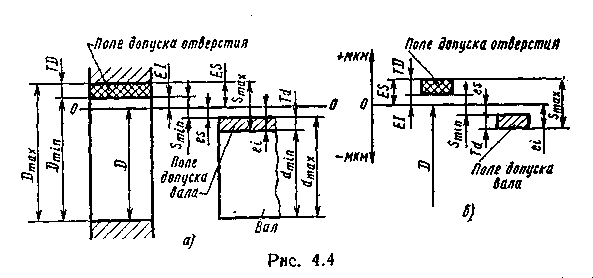 Поле допуска отверстия
TD
EI
ES
Smax
Td
0
0
Smin
es
ei
Dmax
Dmin
D
Поле
допуска
вала
dmin
dmax
Вал
а)
+мкм
0
−мкм
Поле допуска отверстия
TD
ES
EI
es
Smin
Td
Smax
ei
D
Поле допуска
вала
б)
Рис. 4.4